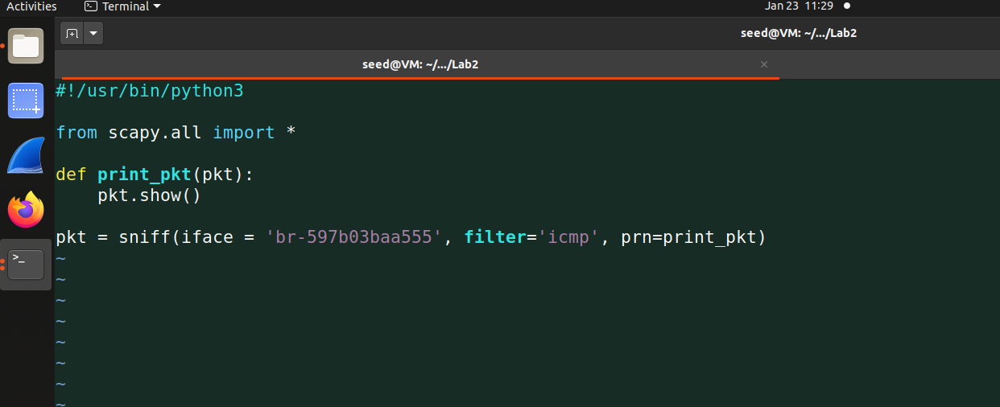 Activities
Terminal
Jan 23 11:29
seed@VM: ~/.../Lab2
seed@VM: ~/.../Lab2
#!/usr/bin/python3
from scapy.all import *
def print_pkt(pkt):
    pkt.show()
pkt = sniff(iface = 'br-597b03baa555', filter='icmp', prn=print_pkt)
~
~
~
~
~
~
~
~